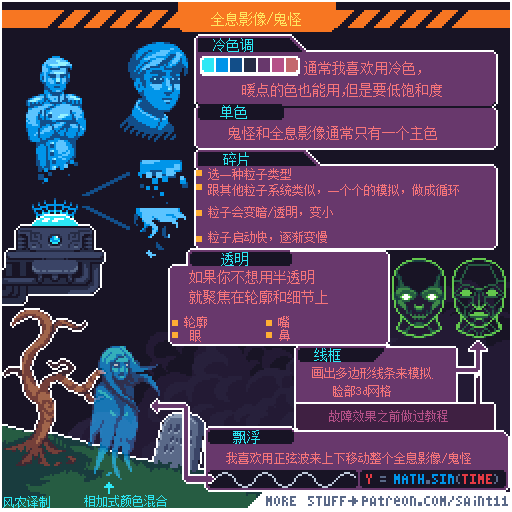 全息影像/鬼怪
冷色调
通常我喜欢用冷色，
暖点的色也能用,但是要低饱和度
单色
鬼怪和全息影像通常只有一个主色
碎片
选一种粒子类型
跟其他粒子系统类似，一个个的模拟，做成循环
粒子会变暗/透明，变小
粒子启动快，逐渐变慢
透明
如果你不想用半透明
就聚焦在轮廓和细节上
轮廓
嘴
眼
鼻
线框
画出多边形线条来模拟
脸部3d网格
故障效果之前做过教程
飘浮
我喜欢用正弦波来上下移动整个全息影像/鬼怪
Y = MATH.SIN(TIME)
风农译制
相加式颜色混合
MORE STUFF→PATREON.COM/SAINT11